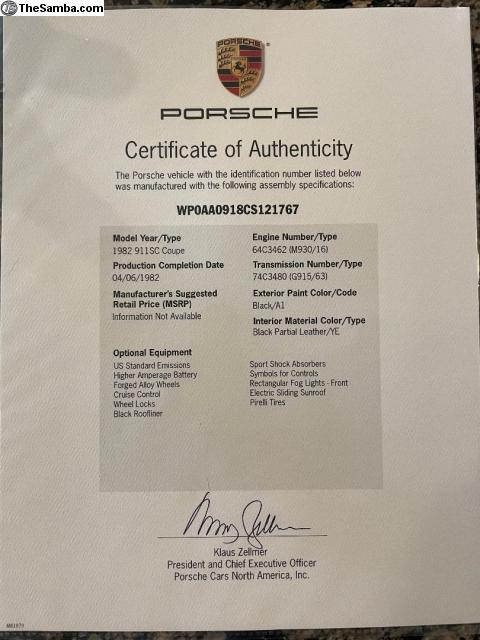 TheSamba.com
PORSCHE
PORSCHE
Certificate of Authenticity
The Porsche vehicle with the identification number listed below
was manufactured with the following assembly specifications:
WP0AA0918CS121767
Model Year/Type
1982 911SC Coupe
Production Completion Date
04/06/1982
Manufacturer's Suggested
Retail Price (MSRP)
Information Not Available
Engine Number/Type
64C3462 (M930/16)
Transmission Number/Type
74C3480 (G915/63)
Exterior Paint Color/Code
Black/A1
Interior Material Color/Type
Black Partial Leather/YE
Optional Equipment
US Standard Emissions
Higher Amperage Battery
Forged Alloy Wheels
Cruise Control
Wheel Locks
Black Roofliner
Sport Shock Absorbers
Symbols for Controls
Rectangular Fog Lights - Front
Electric Sliding Sunroof
Pirelli Tires
Klaus Zellmer
President and Chief Executive Officer
Porsche Cars North America, Inc.